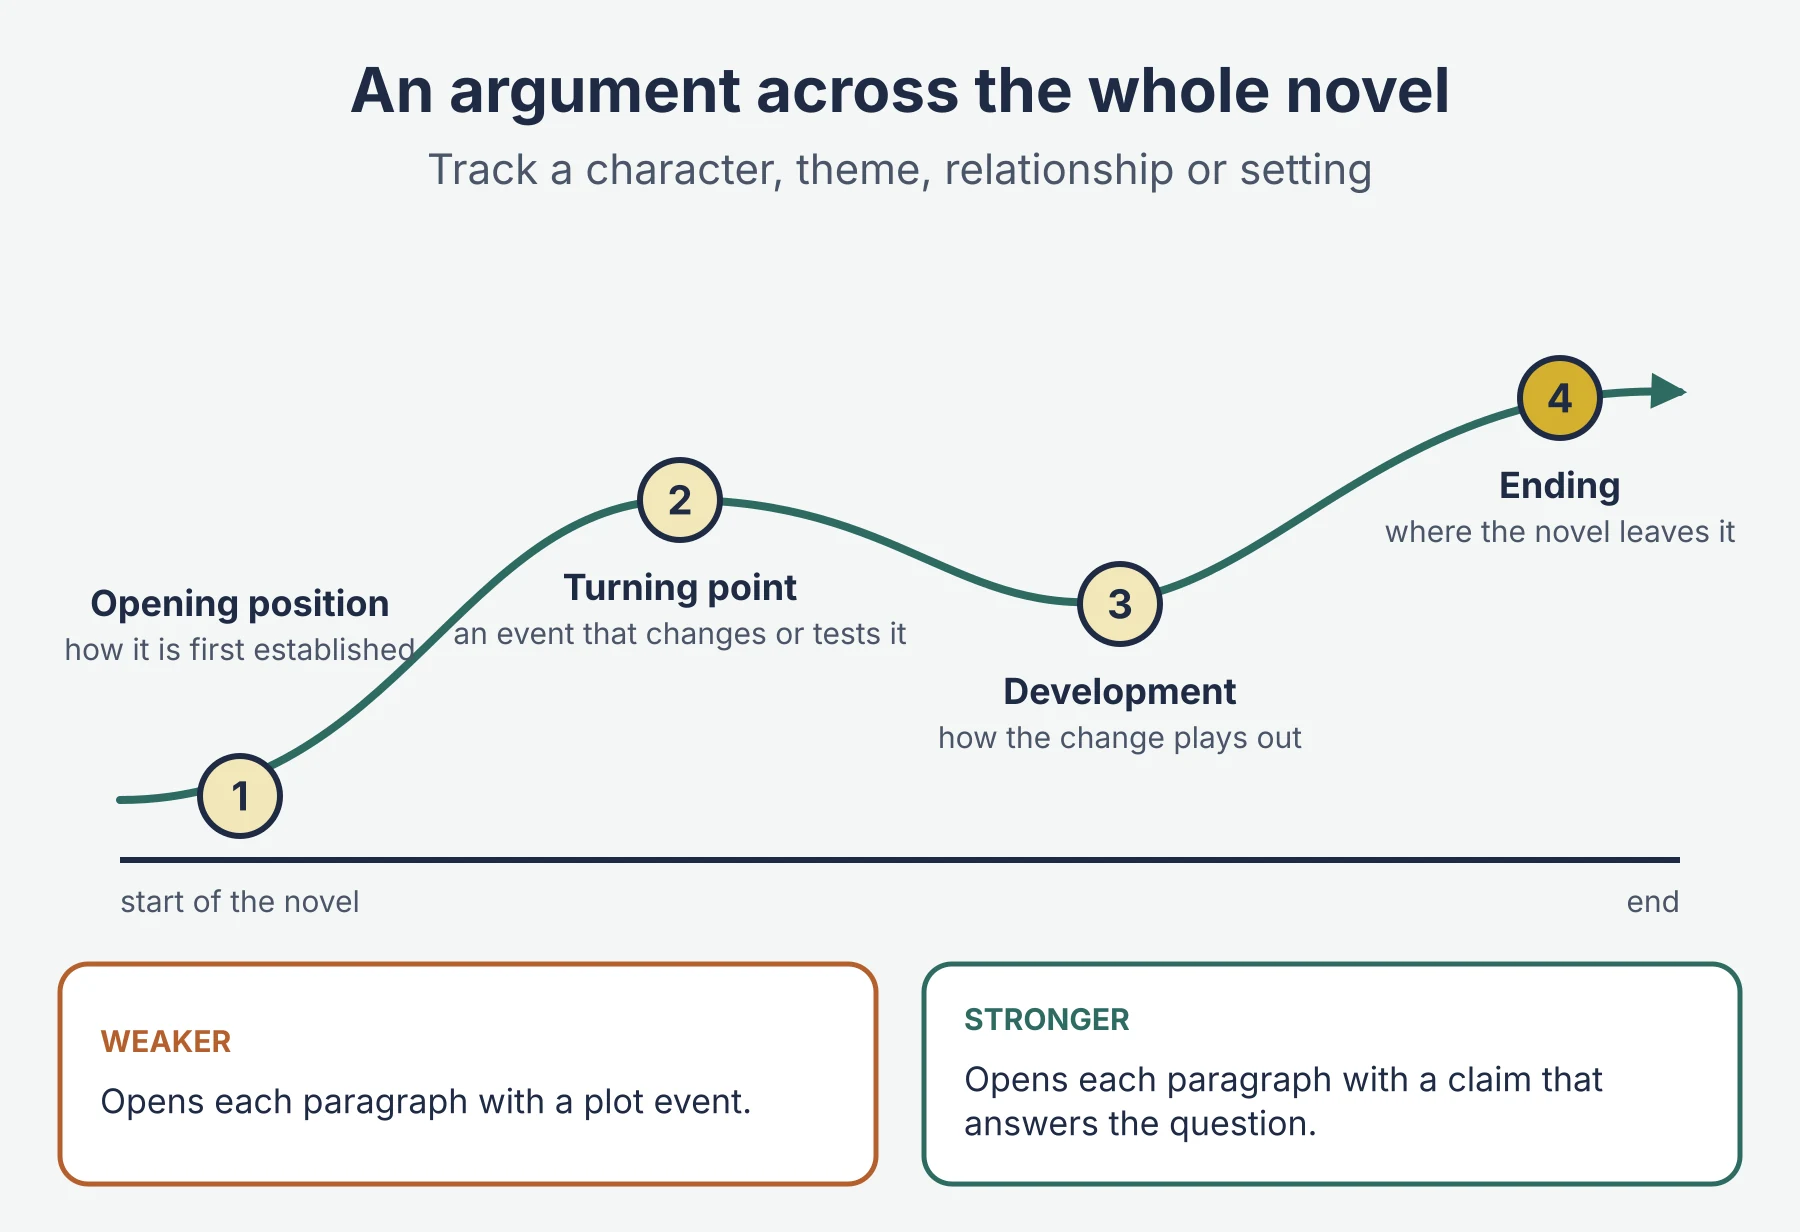 An argument across the whole novel
Track a character, theme, relationship or setting
1
Opening position
how it is first established
2
Turning point
an event that changes or tests it
3
Development
how the change plays out
4
Ending
where the novel leaves it
start of the novel
end
WEAKER
Opens each paragraph with a plot event.
STRONGER
Opens each paragraph with a claim that
answers the question.